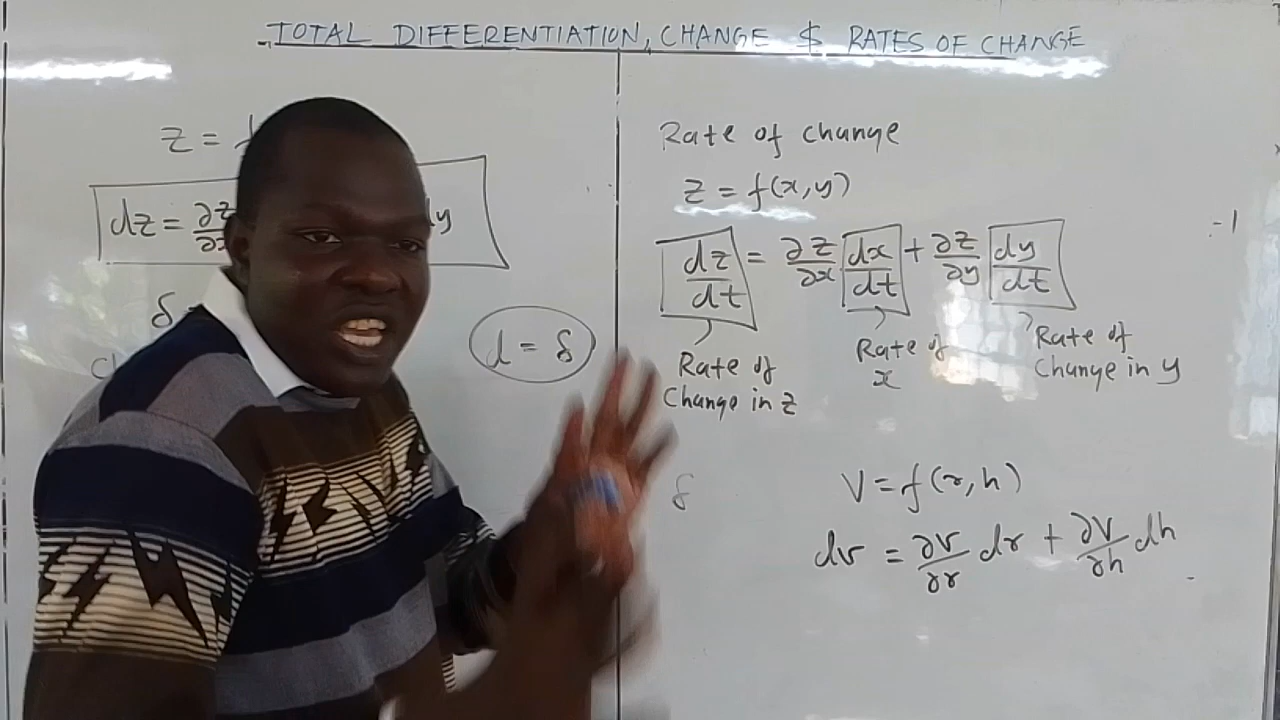 TOTAL DIFFERENTIATION, CHANGE $ RATES OF CHANGE
z =
dz = ∂z/∂x dy
δ
d = δ
Rate of change
z = f(x,y)
dz/dt = ∂z/∂x dx/dt + ∂z/∂y dy/dt
Rate of Change in z
Rate of x
Rate of Change in y
δ
V = f(r,h)
dv = ∂V/∂r dr + ∂V/∂h dh